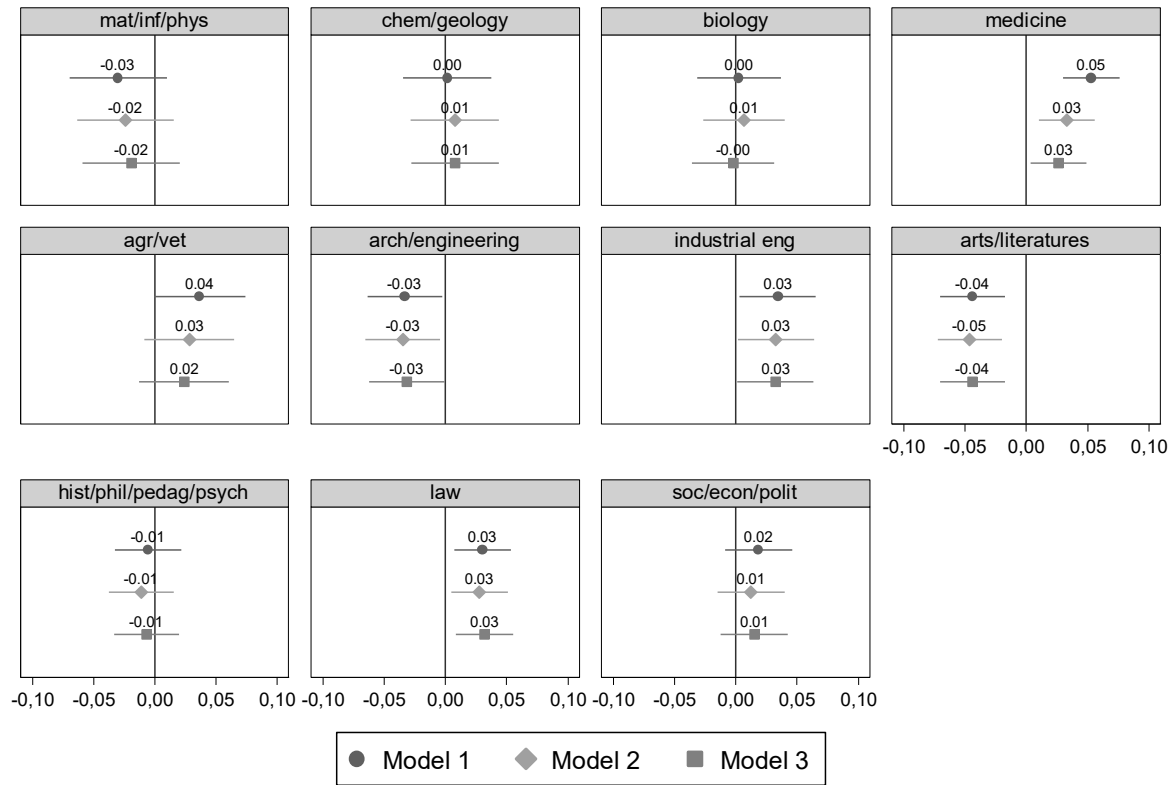 mat/inf/phys
-0.03
-0.02
-0.02
chem/geology
0.00
0.01
0.01
biology
0.00
0.01
-0.00
medicine
0.05
0.03
0.03
agr/vet
0.04
0.03
0.02
arch/engineering
-0.03
-0.03
-0.03
industrial eng
0.03
0.03
0.03
arts/literatures
-0.04
-0.05
-0.04
-0,10 -0,05 0,00 0,05 0,10
hist/phil/pedag/psych
-0.01
-0.01
-0.01
-0,10 -0,05 0,00 0,05 0,10
law
0.03
0.03
0.03
-0,10 -0,05 0,00 0,05 0,10
soc/econ/polit
0.02
0.01
0.01
-0,10 -0,05 0,00 0,05 0,10
Model 1 Model 2 Model 3